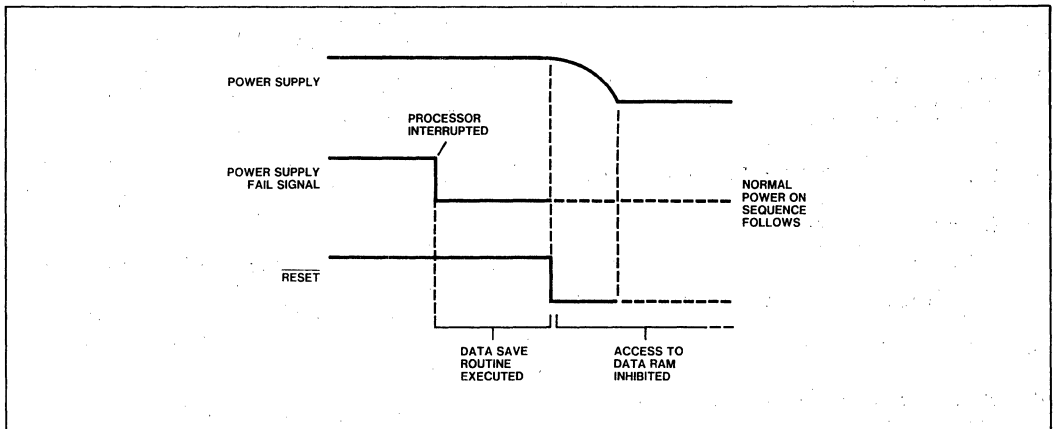 POWER SUPPLY
PROCESSOR
INTERRUPTED
POWER SUPPLY
FAIL SIGNAL
NORMAL
POWER ON
SEQUENCE
FOLLOWS
RESET
DATA SAVE
ROUTINE
EXECUTED
ACCESS TO
DATA RAM
INHIBITED